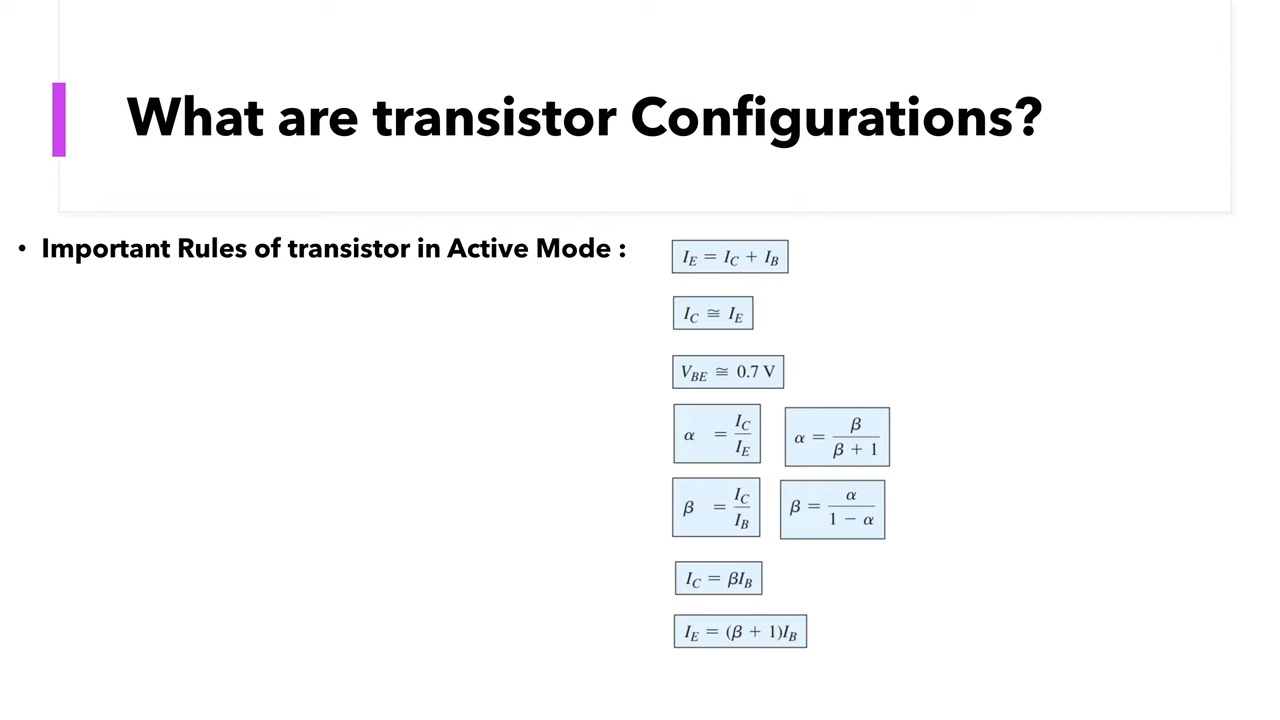 What are transistor Configurations?
• Important Rules of transistor in Active Mode :
I_E = I_C + I_B
I_C ≅ I_E
V_BE ≅ 0.7 V
α = I_C / I_E
α = β / (β + 1)
β = I_C / I_B
β = α / (1 − α)
I_C = βI_B
I_E = (β + 1)I_B